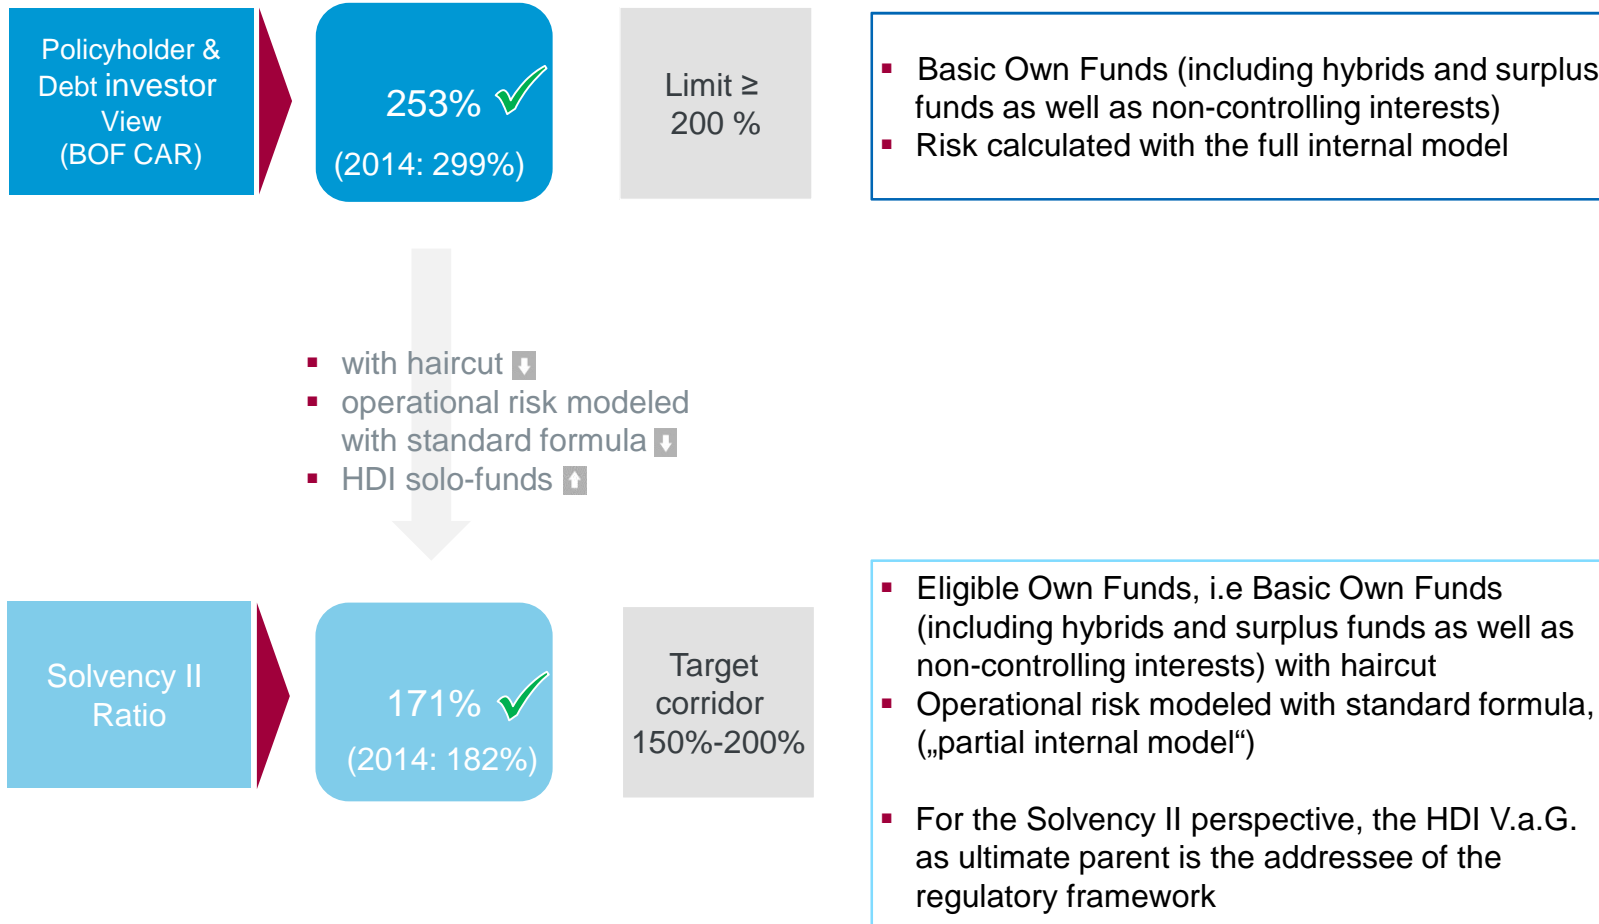 Policyholder &
Debt investor
View
(BOF CAR)
253%
(2014: 299%)
Limit ≥
200 %
▪ Basic Own Funds (including hybrids and surplus
funds as well as non-controlling interests)
▪ Risk calculated with the full internal model
▪ with haircut
▪ operational risk modeled
with standard formula
▪ HDI solo-funds
Solvency II
Ratio
171%
(2014: 182%)
Target
corridor
150%-200%
▪ Eligible Own Funds, i.e Basic Own Funds
(including hybrids and surplus funds as well as
non-controlling interests) with haircut
▪ Operational risk modeled with standard formula,
(„partial internal model“)
▪ For the Solvency II perspective, the HDI V.a.G.
as ultimate parent is the addressee of the
regulatory framework